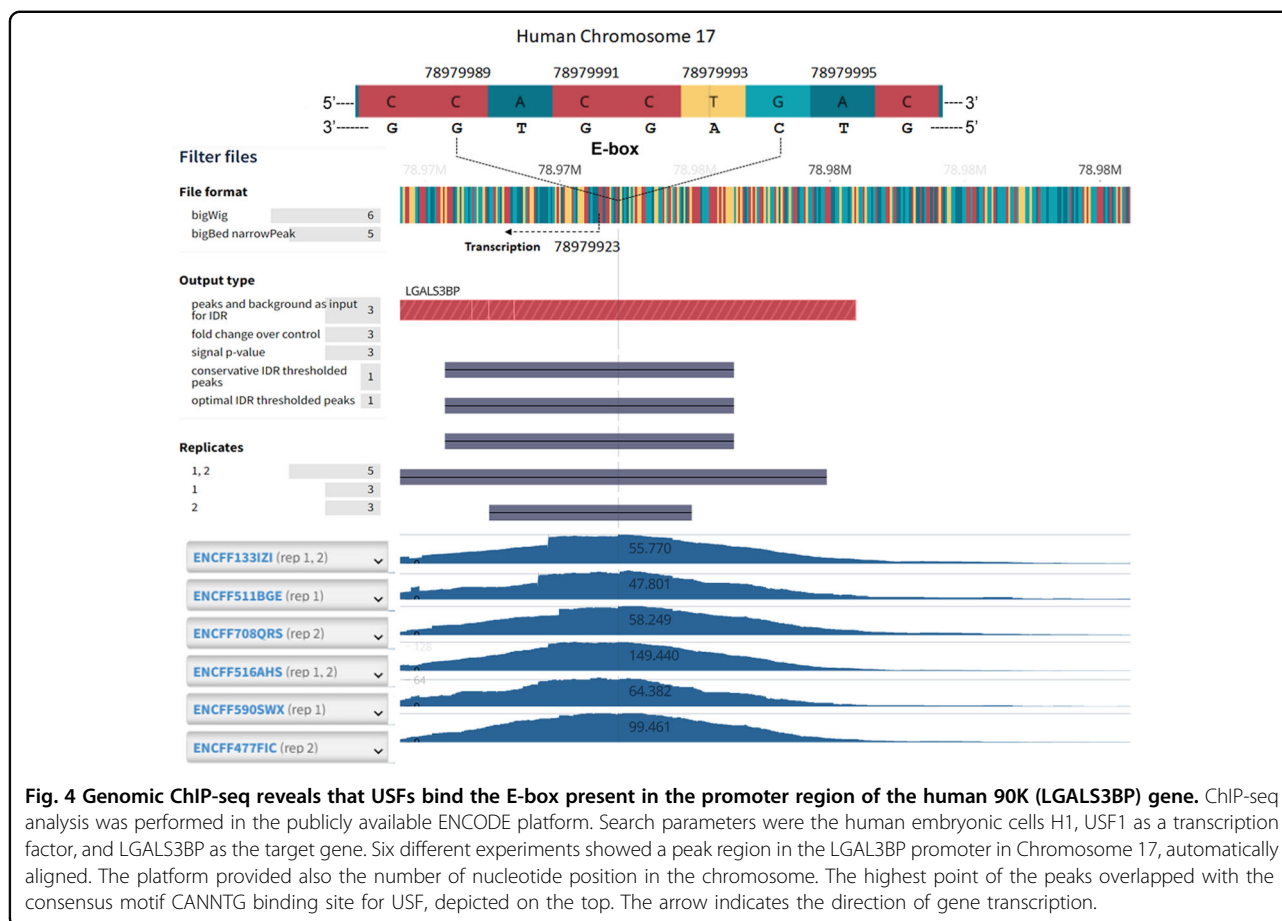 Human Chromosome 17
78979989 78979991 78979993 78979995
5'---- C C A C C T G A C ---3'
3'------ G G T G G A C T G -----5'
E-box
Filter files
78.97M 78.97M 78.98M 78.98M 78.98M 78.98M
File format
bigWig 6
bigBed narrowPeak 5
Transcription 78979923
Output type
LGALS3BP
peaks and background as input for IDR 3
fold change over control 3
signal p-value 3
conservative IDR thresholded peaks 1
optimal IDR thresholded peaks 1
Replicates
1, 2 5
1 3
2 3
ENCFF133IZI (rep 1, 2) 55.770
ENCFF511BGE (rep 1) 47.801
ENCFF708QRS (rep 2) 58.249
128
ENCFF516AHS (rep 1, 2) 149.440
64
ENCFF590SWX (rep 1) 64.382
ENCFF477FIC (rep 2) 99.461
Fig. 4 Genomic ChIP-seq reveals that USFs bind the E-box present in the promoter region of the human 90K (LGALS3BP) gene. ChIP-seq
analysis was performed in the publicly available ENCODE platform. Search parameters were the human embryonic cells H1, USF1 as a transcription
factor, and LGALS3BP as the target gene. Six different experiments showed a peak region in the LGAL3BP promoter in Chromosome 17, automatically
aligned. The platform provided also the number of nucleotide position in the chromosome. The highest point of the peaks overlapped with the
consensus motif CANNTG binding site for USF, depicted on the top. The arrow indicates the direction of gene transcription.